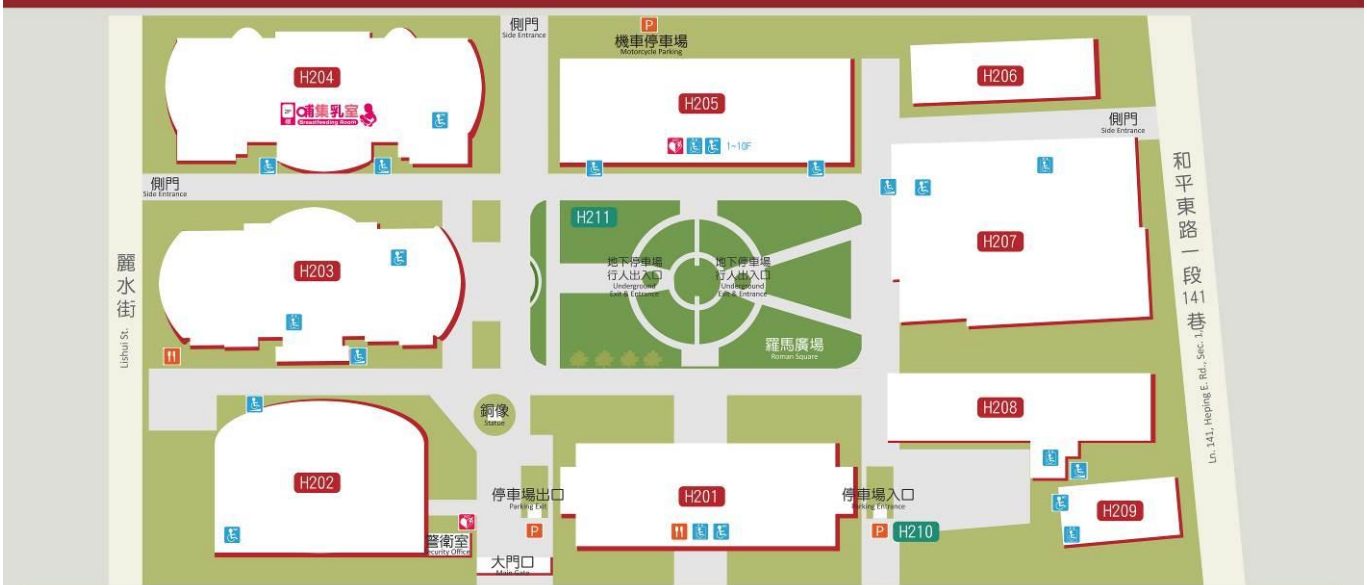 側門
Side Entrance
P
機車停車場
Motorcycle Parking
H204
2F
哺集乳室
Breastfeeding Room
H205
1~10F
H206
側門
Side Entrance
側門
Side Entrance
H203
H211
地下停車場
行人出入口
Underground
Exit & Entrance
地下停車場
行人出入口
Underground
Exit & Entrance
羅馬廣場
Roman Square
H207
麗水街
Lishui St.
和平東路一段141巷
Ln. 141, Heping E. Rd., Sec. 1
銅像
Statue
H208
H202
停車場出口
Parking Exit
P
H201
停車場入口
Parking Entrance
P
H210
H209
警衛室
Security Office
大門口
Main Gate